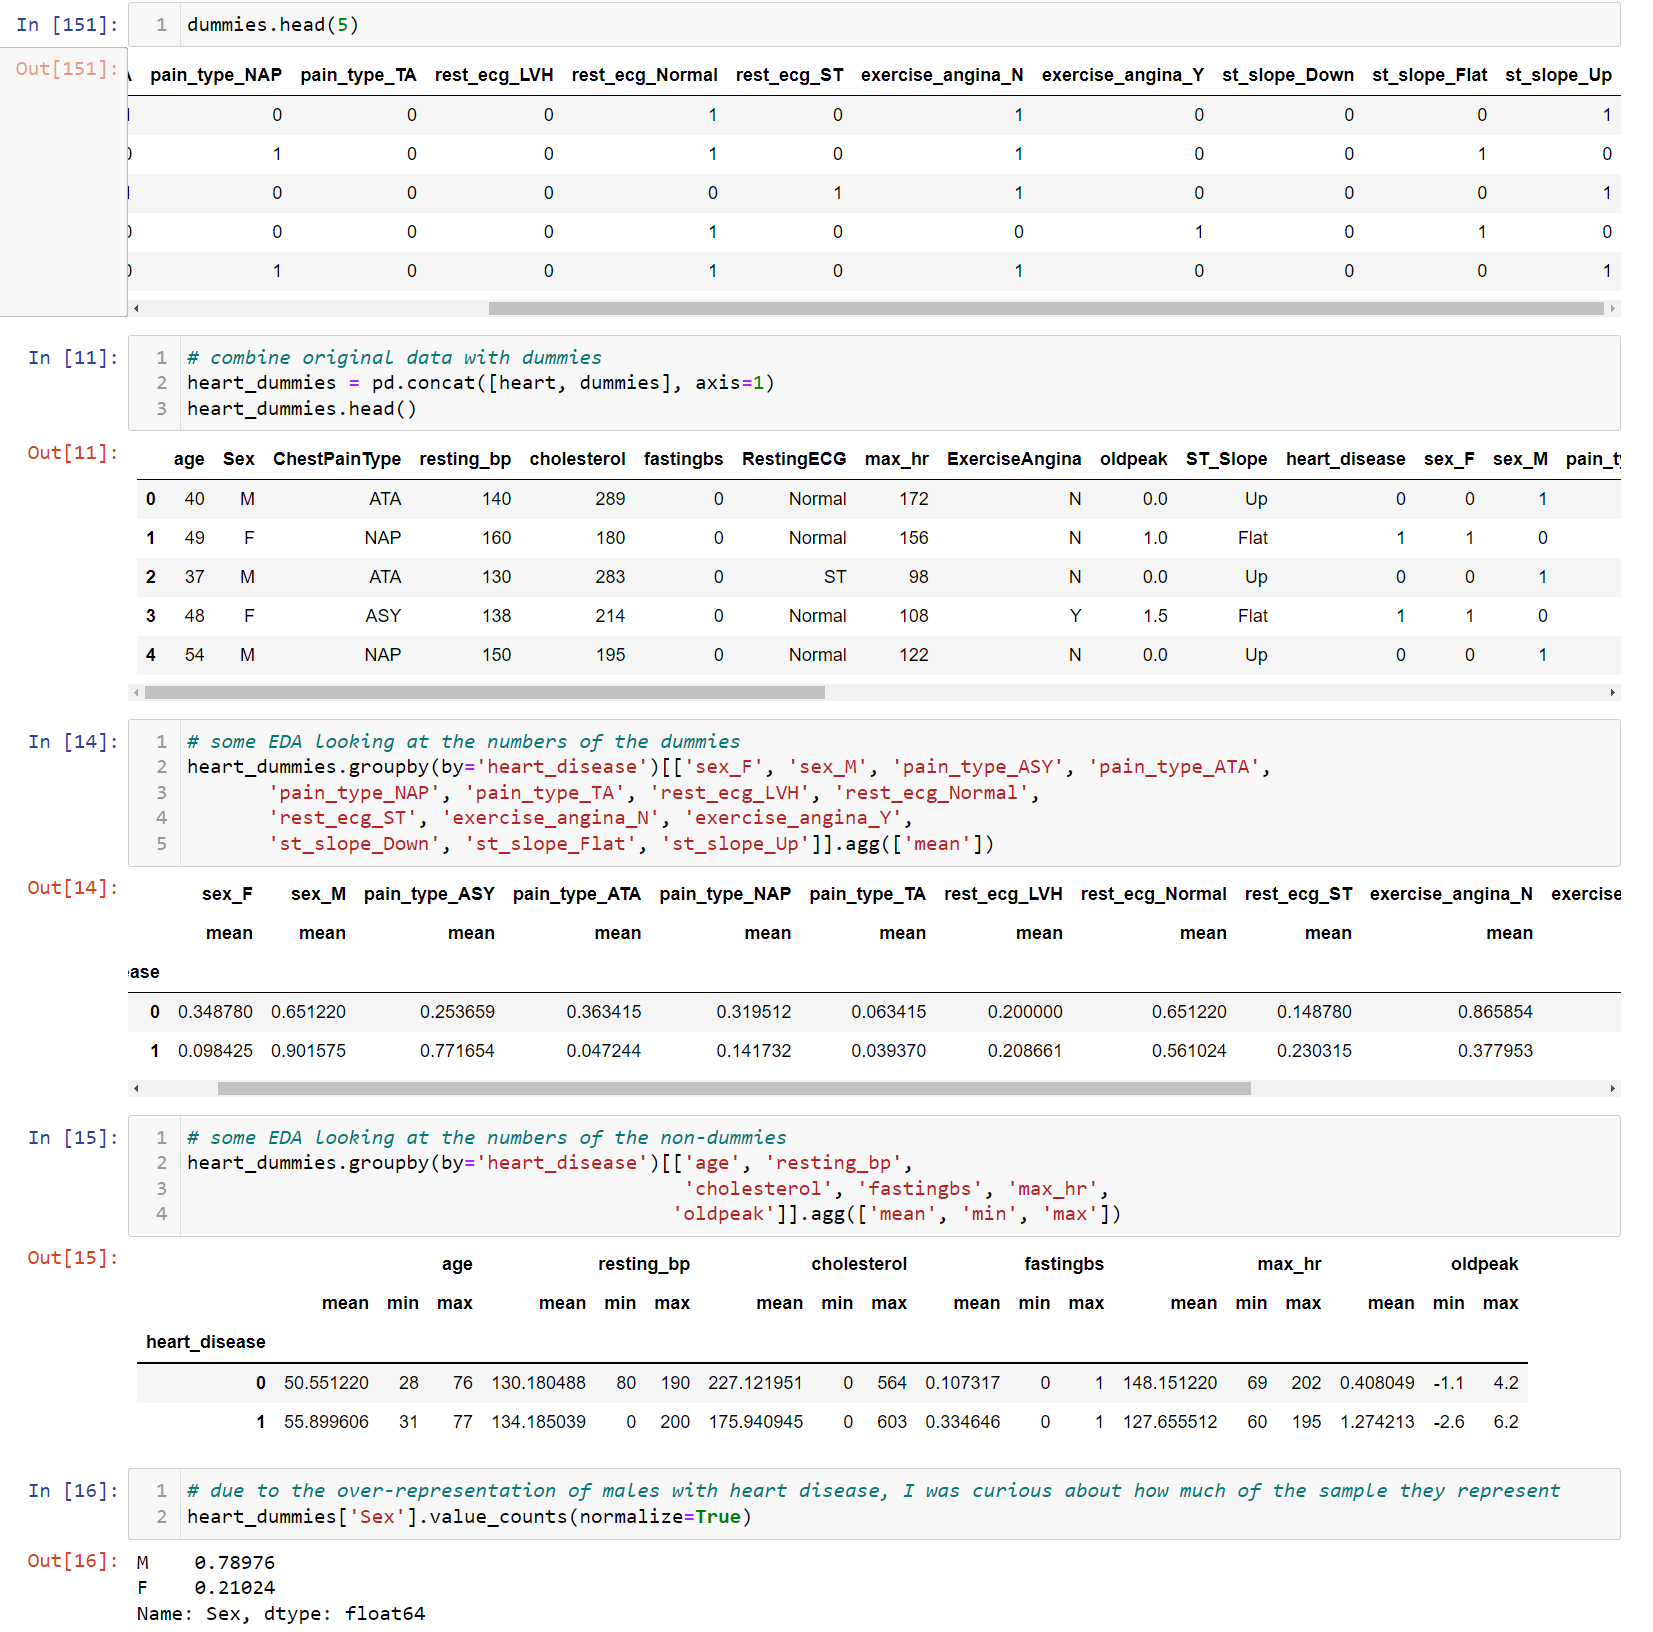 In [151]: 1 dummies.head(5)
Out[151]: pain_type_NAP pain_type_TA rest_ecg_LVH rest_ecg_Normal rest_ecg_ST exercise_angina_N exercise_angina_Y st_slope_Down st_slope_Flat st_slope_Up
0 0 0 1 0 1 0 0 0 1
1 0 0 1 0 1 0 0 1 0
0 0 0 0 1 1 0 0 0 1
0 0 0 1 0 0 1 0 1 0
1 0 0 1 0 1 0 0 0 1
In [11]: 1 # combine original data with dummies
2 heart_dummies = pd.concat([heart, dummies], axis=1)
3 heart_dummies.head()
Out[11]:
age Sex ChestPainType resting_bp cholesterol fastingbs RestingECG max_hr ExerciseAngina oldpeak ST_Slope heart_disease sex_F sex_M pain_ty
0 40 M ATA 140 289 0 Normal 172 N 0.0 Up 0 0 1
1 49 F NAP 160 180 0 Normal 156 N 1.0 Flat 1 1 0
2 37 M ATA 130 283 0 ST 98 N 0.0 Up 0 0 1
3 48 F ASY 138 214 0 Normal 108 Y 1.5 Flat 1 1 0
4 54 M NAP 150 195 0 Normal 122 N 0.0 Up 0 0 1
In [14]: 1 # some EDA looking at the numbers of the dummies
2 heart_dummies.groupby(by='heart_disease')[['sex_F', 'sex_M', 'pain_type_ASY', 'pain_type_ATA',
3 'pain_type_NAP', 'pain_type_TA', 'rest_ecg_LVH', 'rest_ecg_Normal',
4 'rest_ecg_ST', 'exercise_angina_N', 'exercise_angina_Y',
5 'st_slope_Down', 'st_slope_Flat', 'st_slope_Up']].agg(['mean'])
Out[14]:
sex_F sex_M pain_type_ASY pain_type_ATA pain_type_NAP pain_type_TA rest_ecg_LVH rest_ecg_Normal rest_ecg_ST exercise_angina_N exercise
mean mean mean mean mean mean mean mean mean mean
ease
0 0.348780 0.651220 0.253659 0.363415 0.319512 0.063415 0.200000 0.651220 0.148780 0.865854
1 0.098425 0.901575 0.771654 0.047244 0.141732 0.039370 0.208661 0.561024 0.230315 0.377953
In [15]: 1 # some EDA looking at the numbers of the non-dummies
2 heart_dummies.groupby(by='heart_disease')[['age', 'resting_bp',
3 'cholesterol', 'fastingbs', 'max_hr',
4 'oldpeak']].agg(['mean', 'min', 'max'])
Out[15]:
age resting_bp cholesterol fastingbs max_hr oldpeak
mean min max mean min max mean min max mean min max mean min max mean min max
heart_disease
0 50.551220 28 76 130.180488 80 190 227.121951 0 564 0.107317 0 1 148.151220 69 202 0.408049 -1.1 4.2
1 55.899606 31 77 134.185039 0 200 175.940945 0 603 0.334646 0 1 127.655512 60 195 1.274213 -2.6 6.2
In [16]: 1 # due to the over-representation of males with heart disease, I was curious about how much of the sample they represent
2 heart_dummies['Sex'].value_counts(normalize=True)
Out[16]: M 0.78976
F 0.21024
Name: Sex, dtype: float64